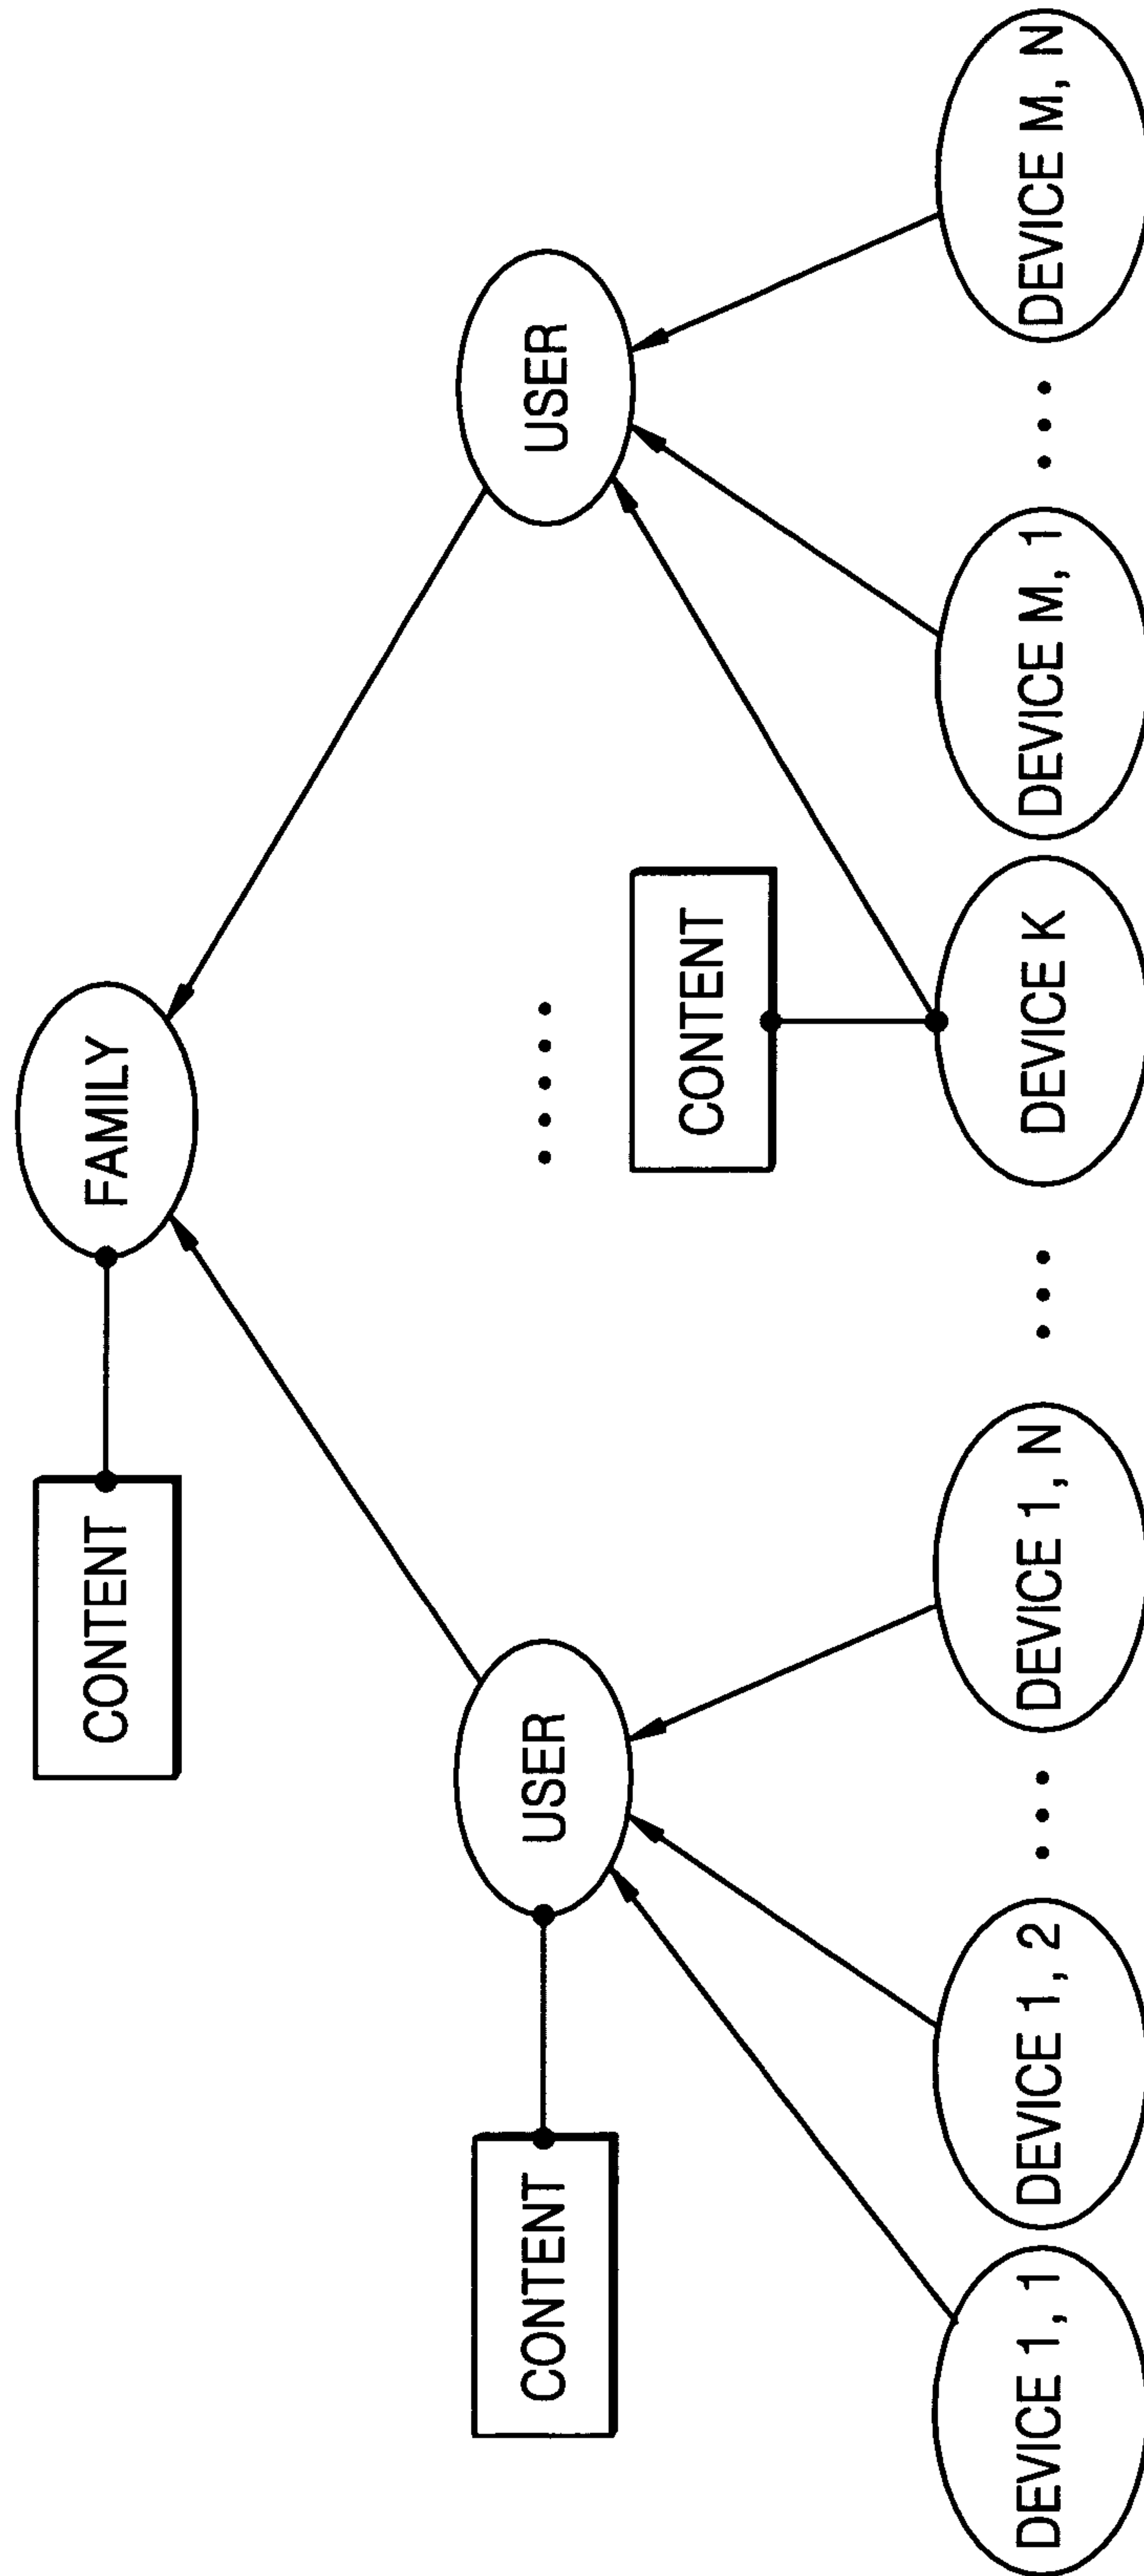 CONTENT
FAMILY
CONTENT
USER
USER
CONTENT
DEVICE 1, 1
DEVICE 1, 2
DEVICE 1, N
DEVICE K
DEVICE M, 1
DEVICE M, N